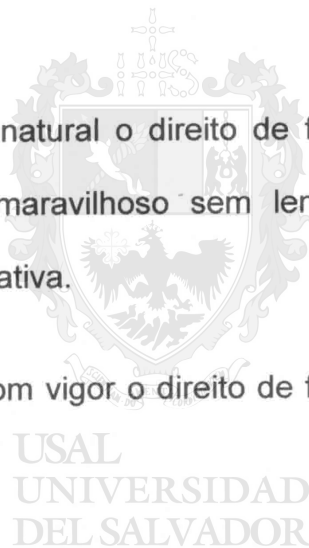 natural o direito de f
maravilhoso sem ler
ativa.
om vigor o direito de f
USAL
UNIVERSIDAD
DEL SALVADOR